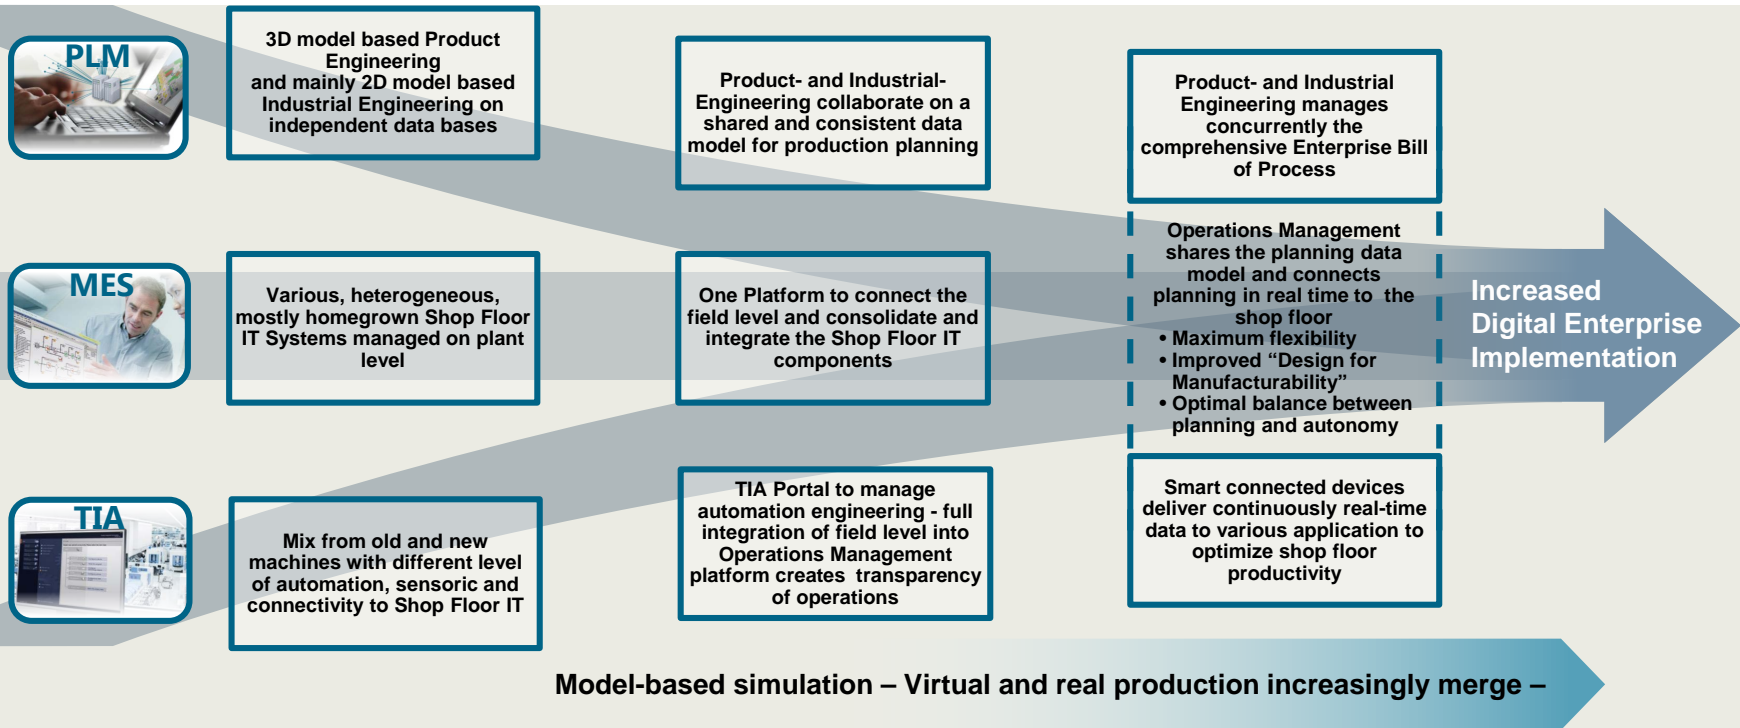 PLM
3D model based Product
Engineering
and mainly 2D model based
Industrial Engineering on
independent data bases
Product- and Industrial-
Engineering collaborate on a
shared and consistent data
model for production planning
Product- and Industrial
Engineering manages
concurrently the
comprehensive Enterprise Bill
of Process
MES
Various, heterogeneous,
mostly homegrown Shop Floor
IT Systems managed on plant
level
One Platform to connect the
field level and consolidate and
integrate the Shop Floor IT
components
Operations Management
shares the planning data
model and connects
planning in real time to the
shop floor
• Maximum flexibility
• Improved “Design for
Manufacturability”
• Optimal balance between
planning and autonomy
Increased
Digital Enterprise
Implementation
TIA
Mix from old and new
machines with different level
of automation, sensoric and
connectivity to Shop Floor IT
TIA Portal to manage
automation engineering - full
integration of field level into
Operations Management
platform creates transparency
of operations
Smart connected devices
deliver continuously real-time
data to various application to
optimize shop floor
productivity
Model-based simulation – Virtual and real production increasingly merge –